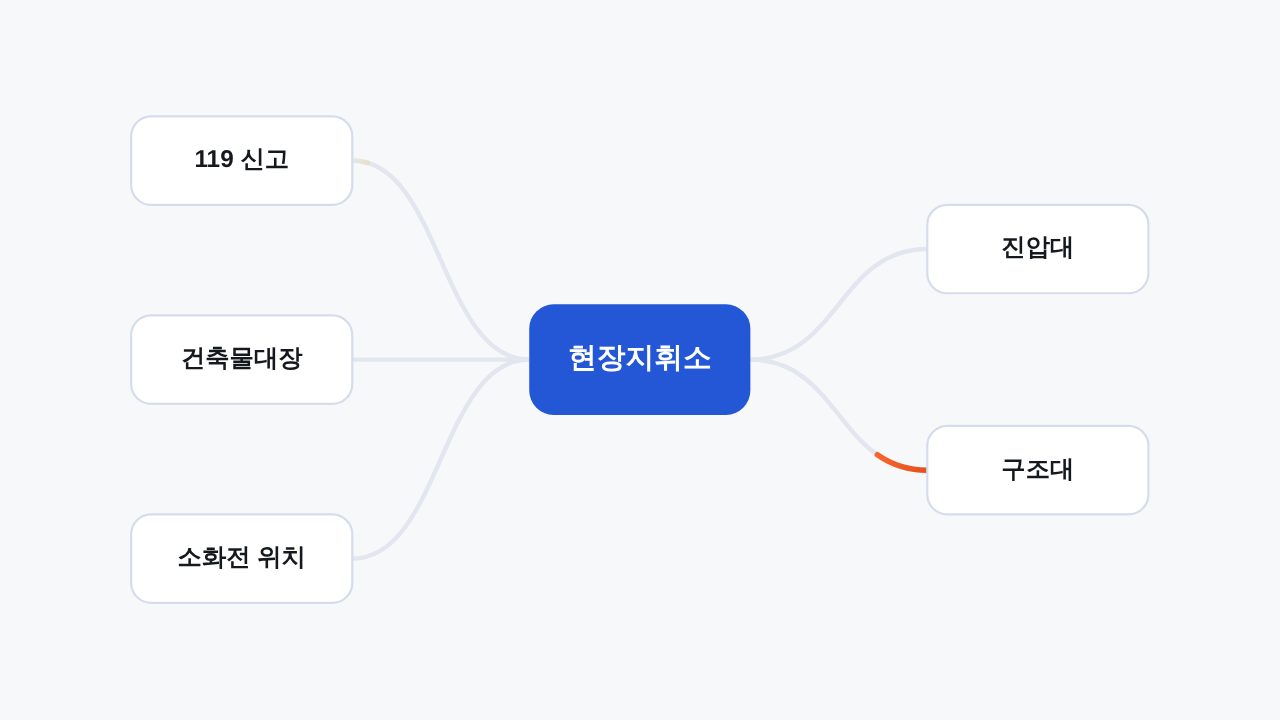 119 신고
건축물대장
소화전 위치
현장지휘소
진압대
구조대